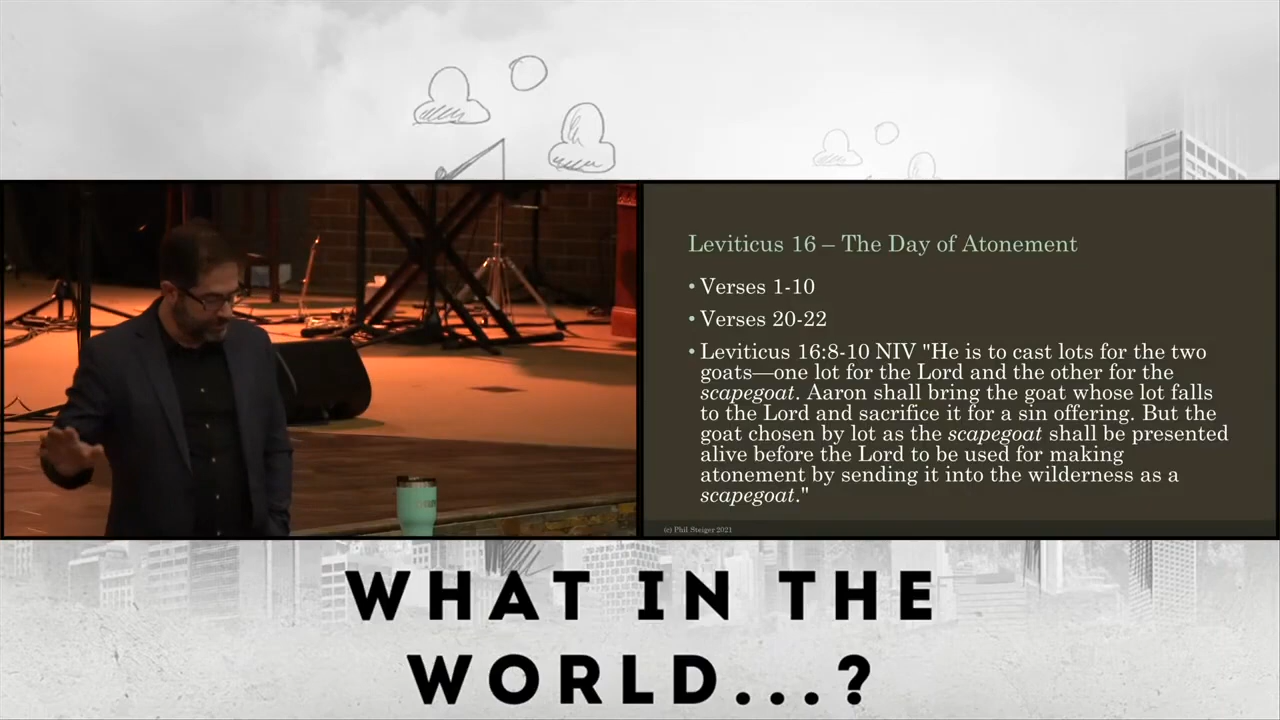 Leviticus 16 – The Day of Atonement
• Verses 1-10
• Verses 20-22
• Leviticus 16:8-10 NIV "He is to cast lots for the two
goats—one lot for the Lord and the other for the
scapegoat. Aaron shall bring the goat whose lot falls
to the Lord and sacrifice it for a sin offering. But the
goat chosen by lot as the scapegoat shall be presented
alive before the Lord to be used for making
atonement by sending it into the wilderness as a
scapegoat."
(c) Phil Steiger 2021
WHAT IN THE
WORLD...?